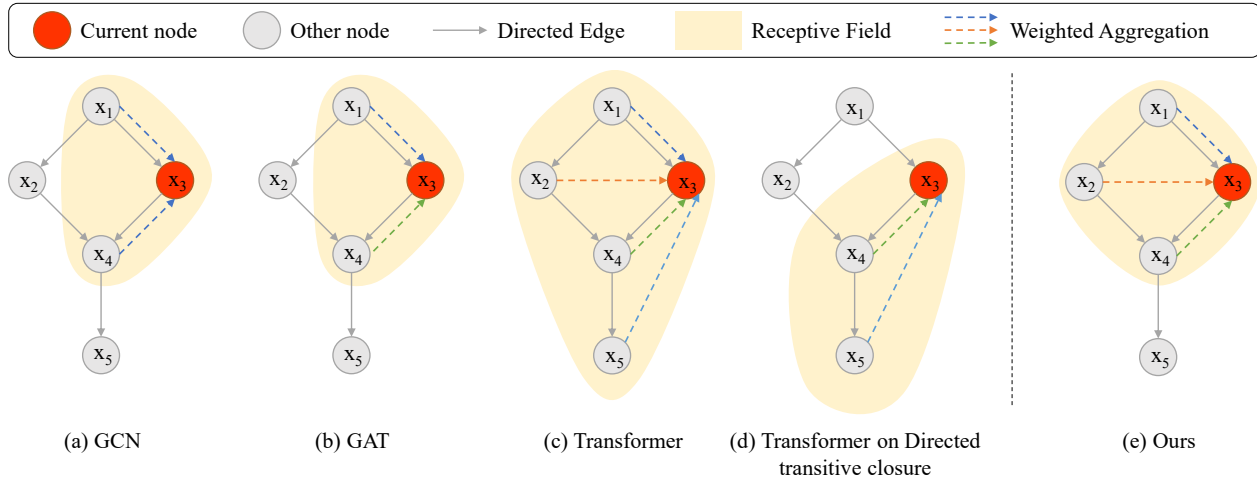 Current node Other node Directed Edge Receptive Field Weighted Aggregation
x1 x1 x1 x1 x1
x2 x3 x2 x3 x2 x3 x2 x3 x2 x3
x4 x4 x4 x4 x4
x5 x5 x5 x5 x5
(a) GCN (b) GAT (c) Transformer (d) Transformer on Directed (e) Ours
transitive closure